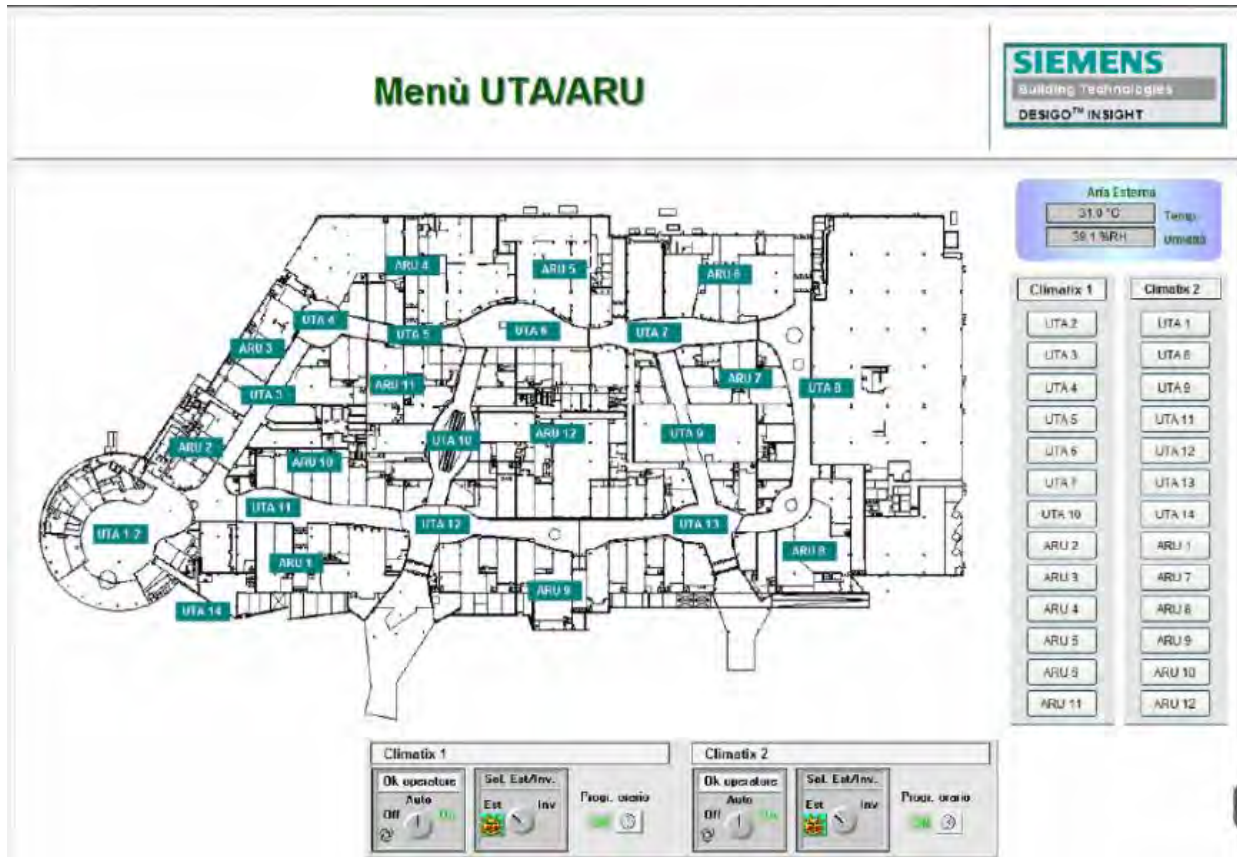 Menù UTA/ARU
SIEMENS
Building Technologies
DESIGO™ INSIGHT
Aria Esterna
31.0 °C Temp
39.1 %RH Umidità
Climatix 1
UTA 2
UTA 3
UTA 4
UTA 5
UTA 6
UTA 7
UTA 10
ARU 2
ARU 3
ARU 4
ARU 5
ARU 6
ARU 11
Climatix 2
UTA 1
UTA 8
UTA 9
UTA 11
UTA 12
UTA 13
UTA 14
ARU 1
ARU 7
ARU 8
ARU 9
ARU 10
ARU 12
ARU 4
ARU 5
ARU 6
UTA 4
UTA 5
UTA 6
UTA 7
ARU 3
UTA 3
ARU 11
ARU 7
UTA 8
ARU 2
UTA 10
ARU 12
UTA 9
ARU 10
UTA 11
UTA 1-2
UTA 12
UTA 13
ARU 1
ARU 8
ARU 9
UTA 14
Climatix 1
Ok operatore
Auto
Off On
Sel. Est/Inv.
Est Inv
Progr. orario
Climatix 2
Ok operatore
Auto
Off On
Sel. Est/Inv.
Est Inv
Progr. orario